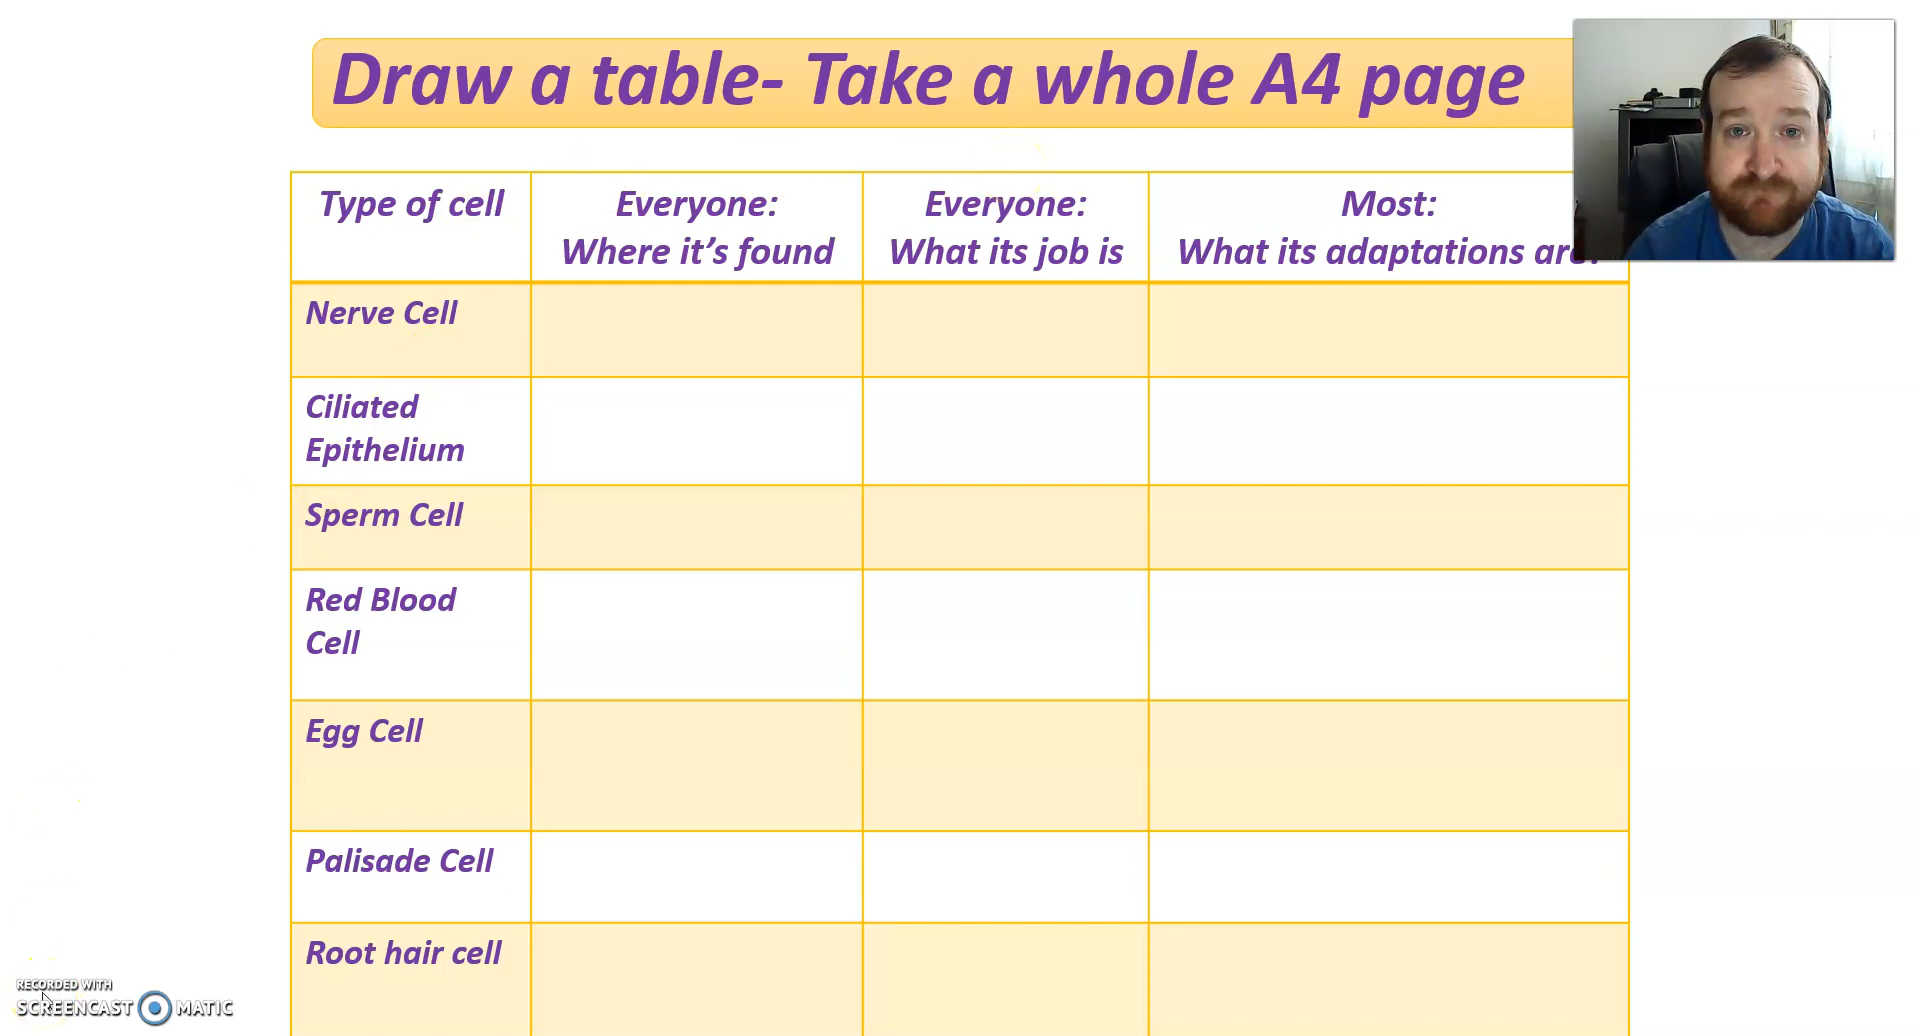 Draw a table- Take a whole A4 page
Type of cell
Everyone:
Where it’s found
Everyone:
What its job is
Most:
What its adaptations are?
Nerve Cell
Ciliated
Epithelium
Sperm Cell
Red Blood
Cell
Egg Cell
Palisade Cell
Root hair cell
RECORDED WITH
SCREENCAST MATIC